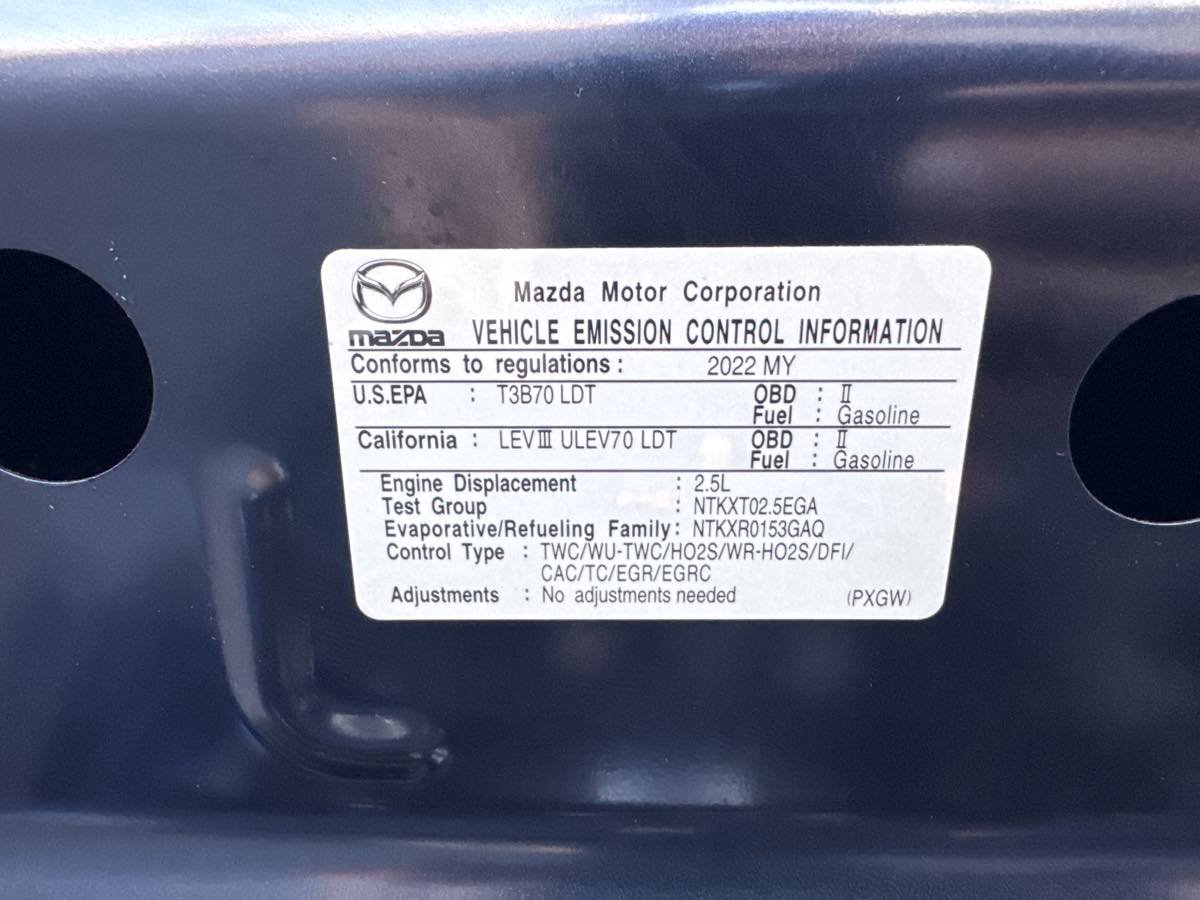 Mazda Motor Corporation
mazda VEHICLE EMISSION CONTROL INFORMATION
Conforms to regulations : 2022 MY
U.S.EPA : T3B70 LDT OBD : II
Fuel : Gasoline
California : LEVIII ULEV70 LDT OBD : II
Fuel : Gasoline
Engine Displacement : 2.5L
Test Group : NTKXT02.5EGA
Evaporative/Refueling Family: NTKXR0153GAQ
Control Type : TWC/WU-TWC/HO2S/WR-HO2S/DFI/
CAC/TC/EGR/EGRC
Adjustments : No adjustments needed (PXGW)